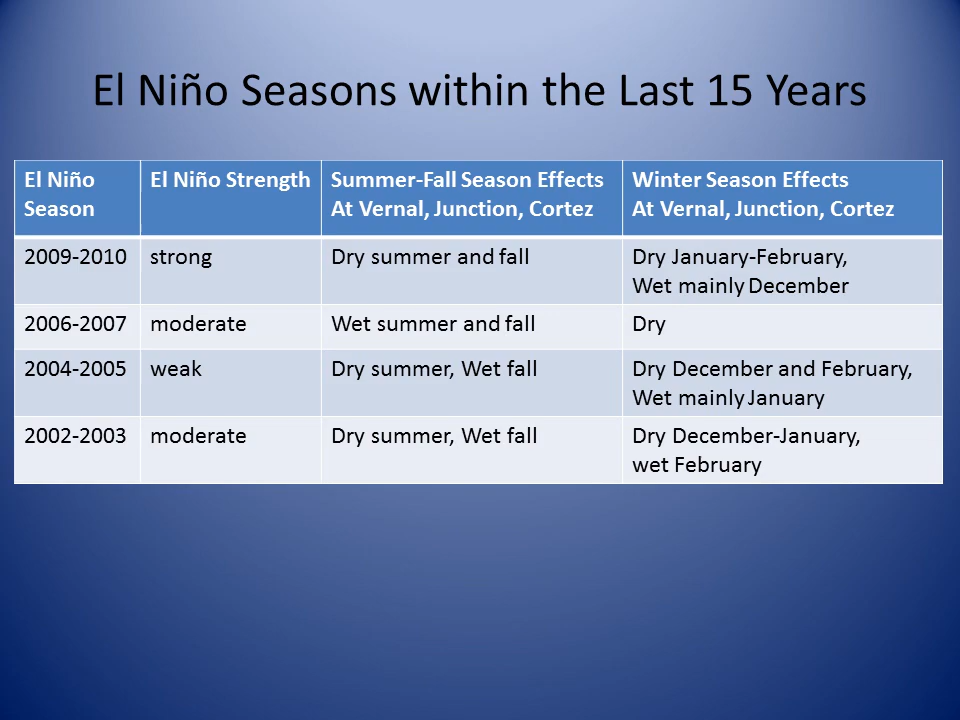 El Niño Seasons within the Last 15 Years
El Niño Season | El Niño Strength | Summer-Fall Season Effects At Vernal, Junction, Cortez | Winter Season Effects At Vernal, Junction, Cortez
2009-2010 | strong | Dry summer and fall | Dry January-February, Wet mainly December
2006-2007 | moderate | Wet summer and fall | Dry
2004-2005 | weak | Dry summer, Wet fall | Dry December and February, Wet mainly January
2002-2003 | moderate | Dry summer, Wet fall | Dry December-January, wet February